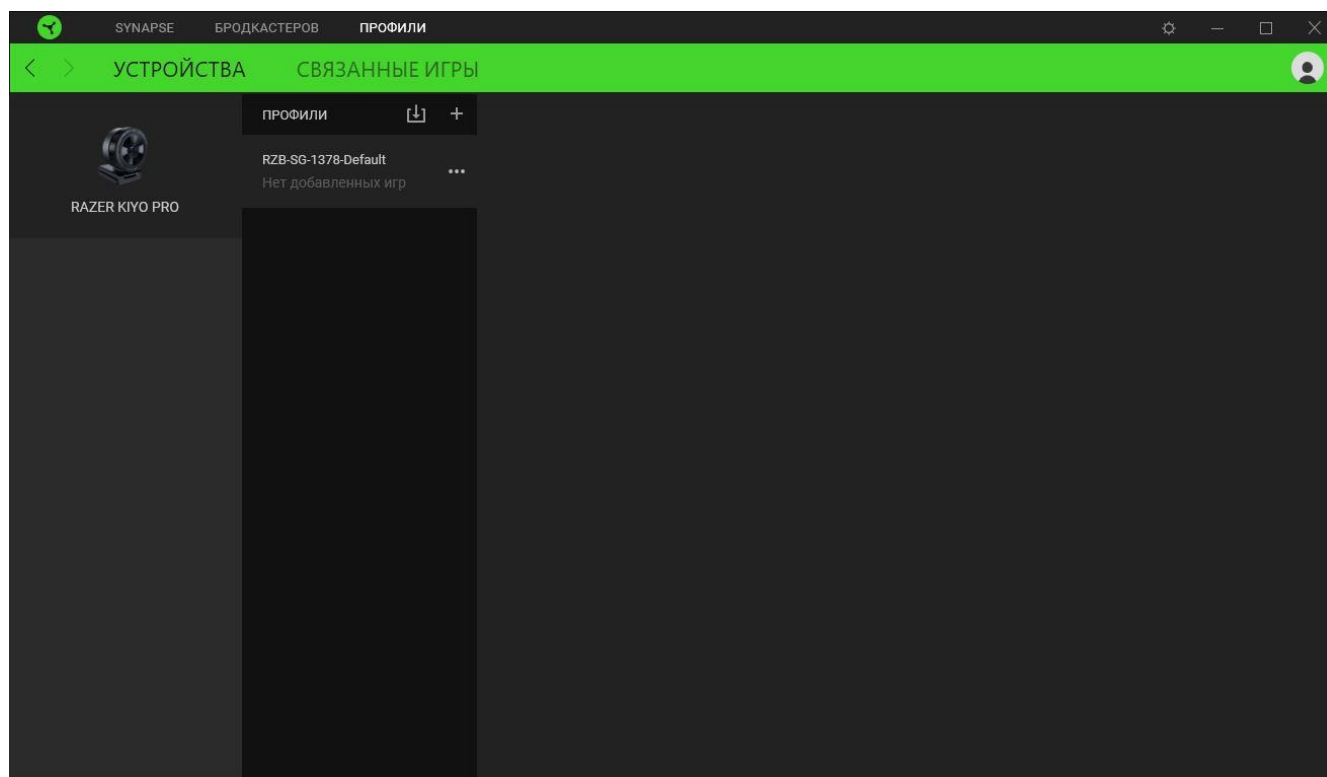 SYNAPSE БРОДКАСТЕРОВ ПРОФИЛИ
УСТРОЙСТВА СВЯЗАННЫЕ ИГРЫ
RAZER KIYO PRO
ПРОФИЛИ
RZB-SG-1378-Default
Нет добавленных игр